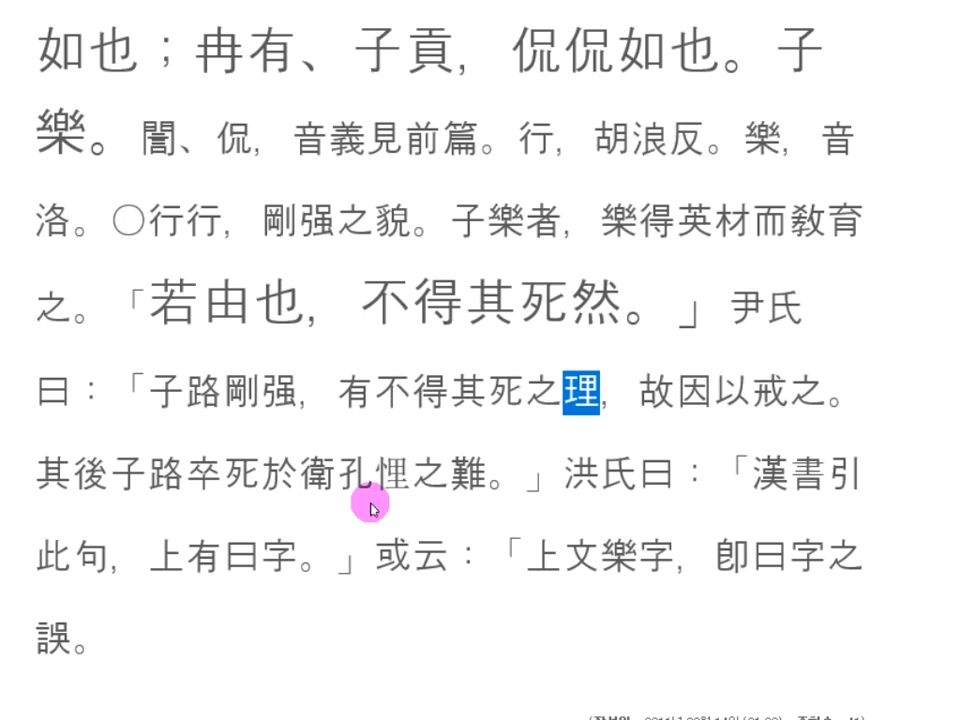 如也；冉有、子貢，侃侃如也。子
樂。誾、侃，音義見前篇。行，胡浪反。樂，音
洛。○行行，剛强之貌。子樂者，樂得英材而敎育
之。「若由也，不得其死然。」尹氏
曰：「子路剛强，有不得其死之理，故因以戒之。
其後子路卒死於衛孔悝之難。」洪氏曰：「漢書引
此句，上有曰字。」或云：「上文樂字，卽曰字之
誤。